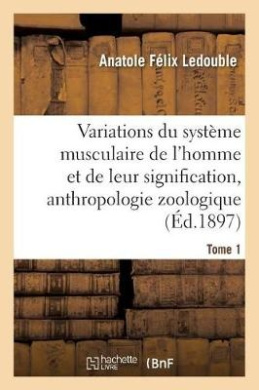 Anatole Félix Ledouble
Variations du système
musculaire de l'homme
et de leur signification,
anthropologie zoologique
(Éd.1897)
Tome 1
hachette
LIVRE
{BnF